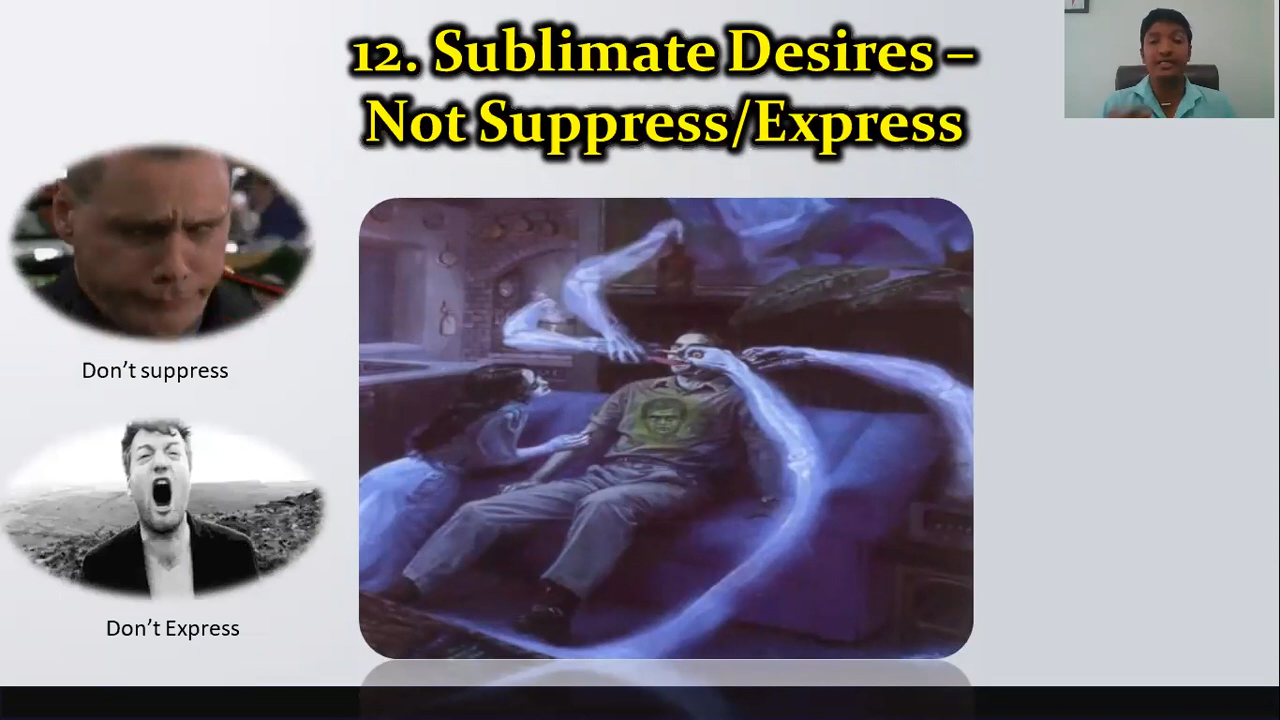 12. Sublimate Desires –
Not Suppress/Express
Don't suppress
Don't Express